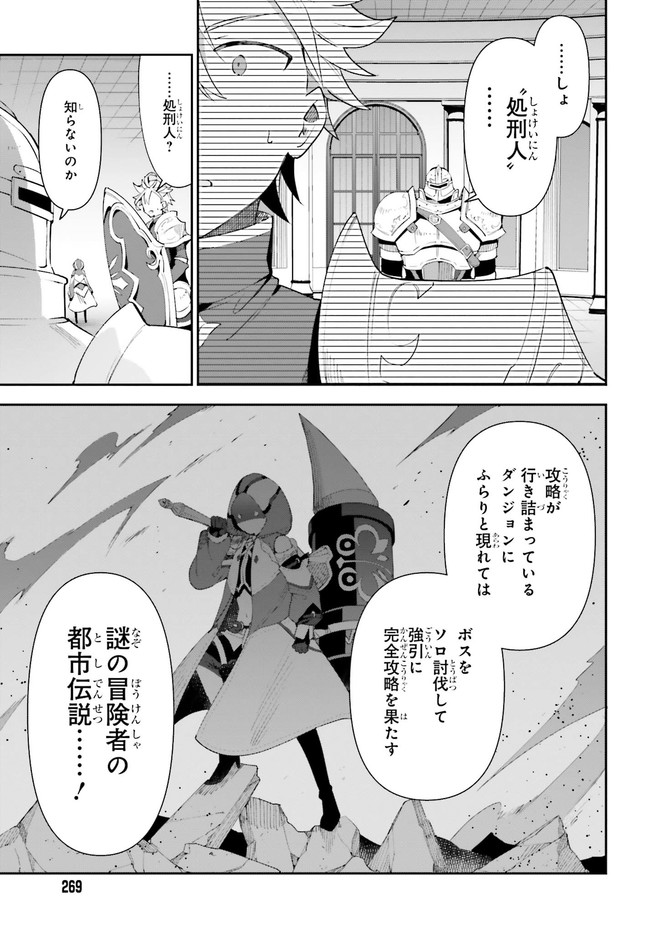 ……しょ
〝処刑人〟
……
……処刑人？
知らないのか
攻略が
行き詰まっている
ダンジョンに
ふらりと現れては
ボスを
ソロ討伐して
強引に
完全攻略を果たす
謎の冒険者の
都市伝説……！
269